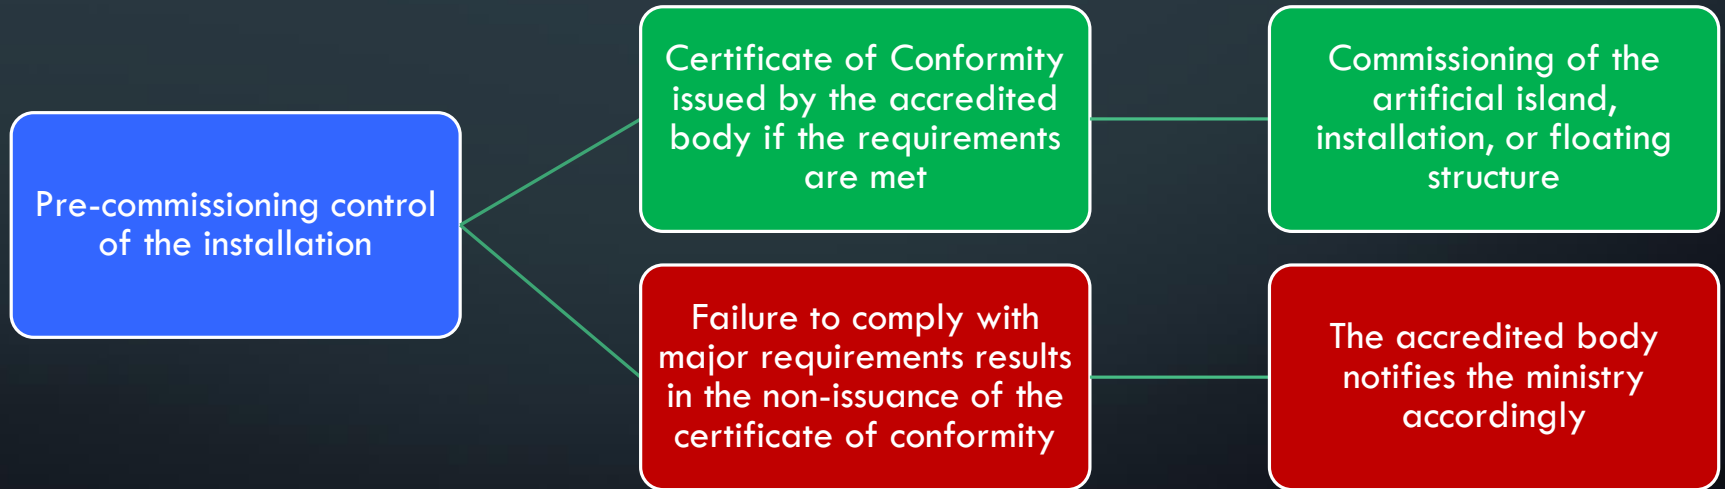 Pre-commissioning control
of the installation
Certificate of Conformity
issued by the accredited
body if the requirements
are met
Commissioning of the
artificial island,
installation, or floating
structure
Failure to comply with
major requirements results
in the non-issuance of the
certificate of conformity
The accredited body
notifies the ministry
accordingly